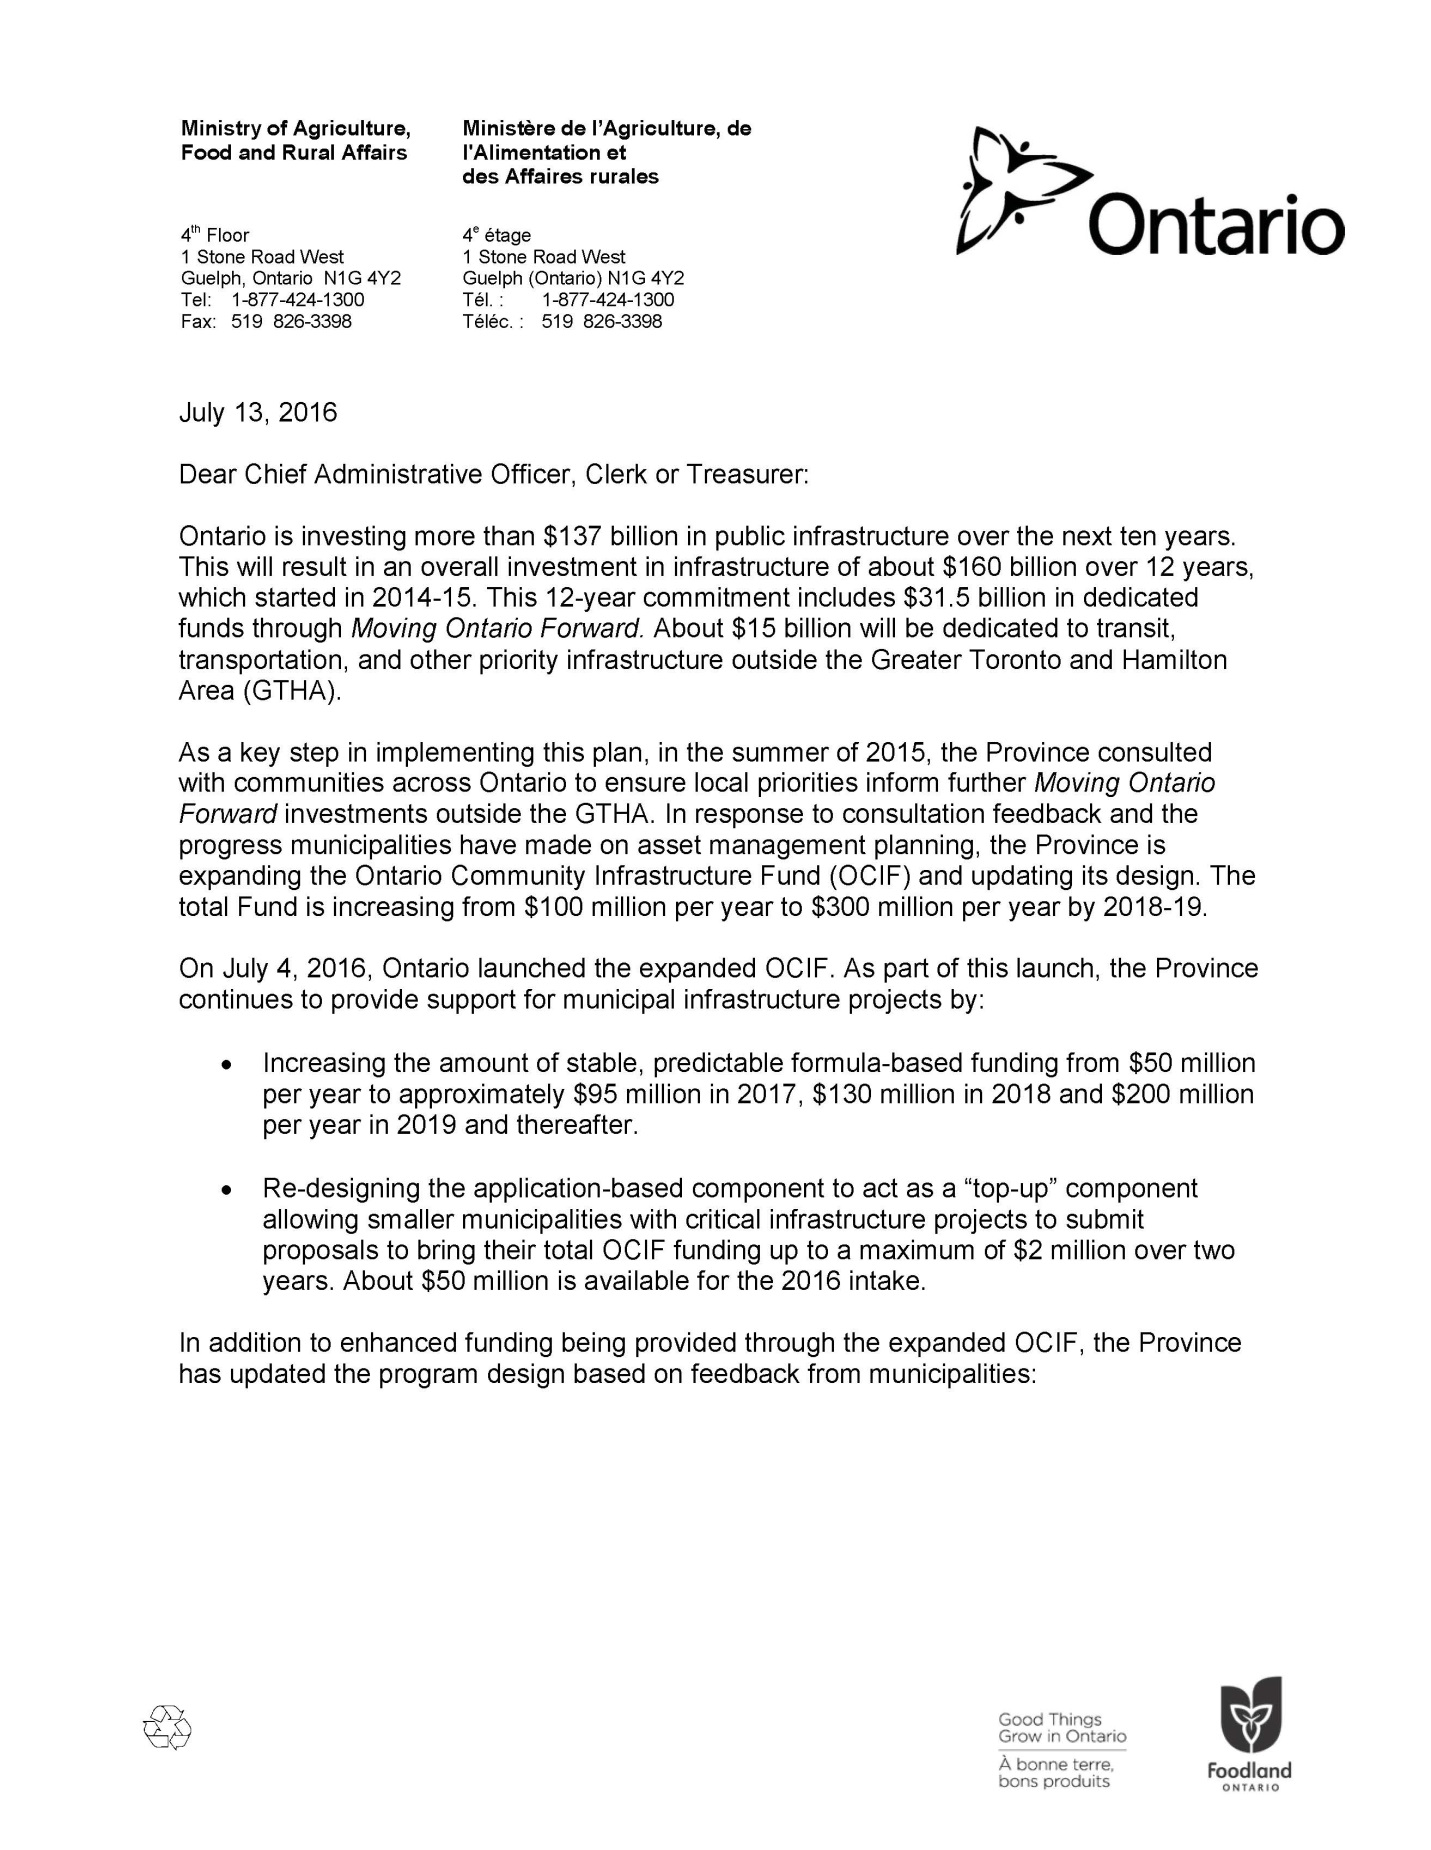 Ministry of Agriculture,
Food and Rural Affairs
Ministère de l'Agriculture, de
l'Alimentation et
des Affaires rurales
4th Floor
1 Stone Road West
Guelph, Ontario N1G 4Y2
Tel: 1-877-424-1300
Fax: 519 826-3398
4e étage
1 Stone Road West
Guelph (Ontario) N1G 4Y2
Tél. : 1-877-424-1300
Téléc. : 519 826-3398
Ontario
July 13, 2016
Dear Chief Administrative Officer, Clerk or Treasurer:
Ontario is investing more than $137 billion in public infrastructure over the next ten years.
This will result in an overall investment in infrastructure of about $160 billion over 12 years,
which started in 2014-15. This 12-year commitment includes $31.5 billion in dedicated
funds through Moving Ontario Forward. About $15 billion will be dedicated to transit,
transportation, and other priority infrastructure outside the Greater Toronto and Hamilton
Area (GTHA).
As a key step in implementing this plan, in the summer of 2015, the Province consulted
with communities across Ontario to ensure local priorities inform further Moving Ontario
Forward investments outside the GTHA. In response to consultation feedback and the
progress municipalities have made on asset management planning, the Province is
expanding the Ontario Community Infrastructure Fund (OCIF) and updating its design. The
total Fund is increasing from $100 million per year to $300 million per year by 2018-19.
On July 4, 2016, Ontario launched the expanded OCIF. As part of this launch, the Province
continues to provide support for municipal infrastructure projects by:
• Increasing the amount of stable, predictable formula-based funding from $50 million
per year to approximately $95 million in 2017, $130 million in 2018 and $200 million
per year in 2019 and thereafter.
• Re-designing the application-based component to act as a “top-up” component
allowing smaller municipalities with critical infrastructure projects to submit
proposals to bring their total OCIF funding up to a maximum of $2 million over two
years. About $50 million is available for the 2016 intake.
In addition to enhanced funding being provided through the expanded OCIF, the Province
has updated the program design based on feedback from municipalities:
Good Things
Grow in Ontario
À bonne terre,
bons produits
Foodland
ONTARIO